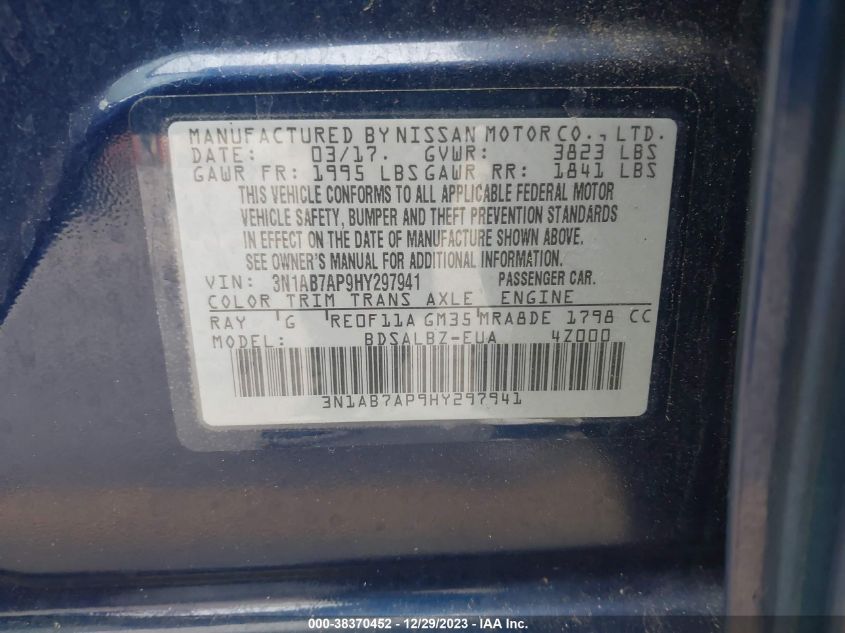 MANUFACTURED BY NISSAN MOTOR CO., LTD.
DATE: 03/17. GVWR: 3823 LBS
GAWR FR: 1995 LBS GAWR RR: 1841 LBS
THIS VEHICLE CONFORMS TO ALL APPLICABLE FEDERAL MOTOR
VEHICLE SAFETY, BUMPER AND THEFT PREVENTION STANDARDS
IN EFFECT ON THE DATE OF MANUFACTURE SHOWN ABOVE.
SEE OWNER'S MANUAL FOR ADDITIONAL INFORMATION.
VIN: 3N1AB7AP9HY297941 PASSENGER CAR.
COLOR TRIM TRANS AXLE ENGINE
RAY G RE0F11A GM35 MRA8DE 1798 CC
MODEL: BDSALBZ-EUA 4Z000
3N1AB7AP9HY297941
000-38370452 - 12/29/2023 - IAA Inc.